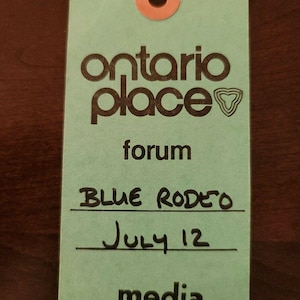 ontario
place
forum
BLUE RODEO
JULY 12
media